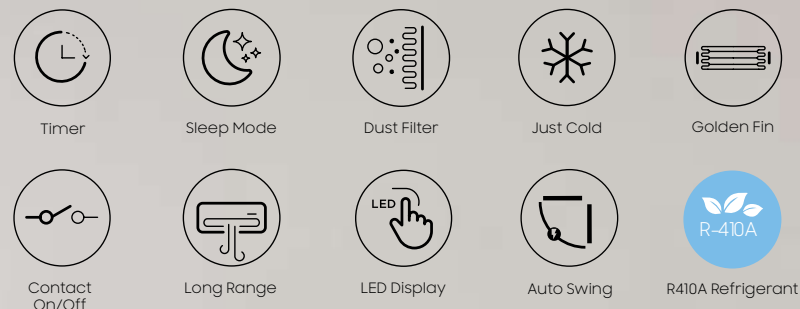 Timer
Sleep Mode
Dust Filter
Just Cold
Golden Fin
LED
R-410A
Contact
On/Off
Long Range
LED Display
Auto Swing
R410A Refrigerant